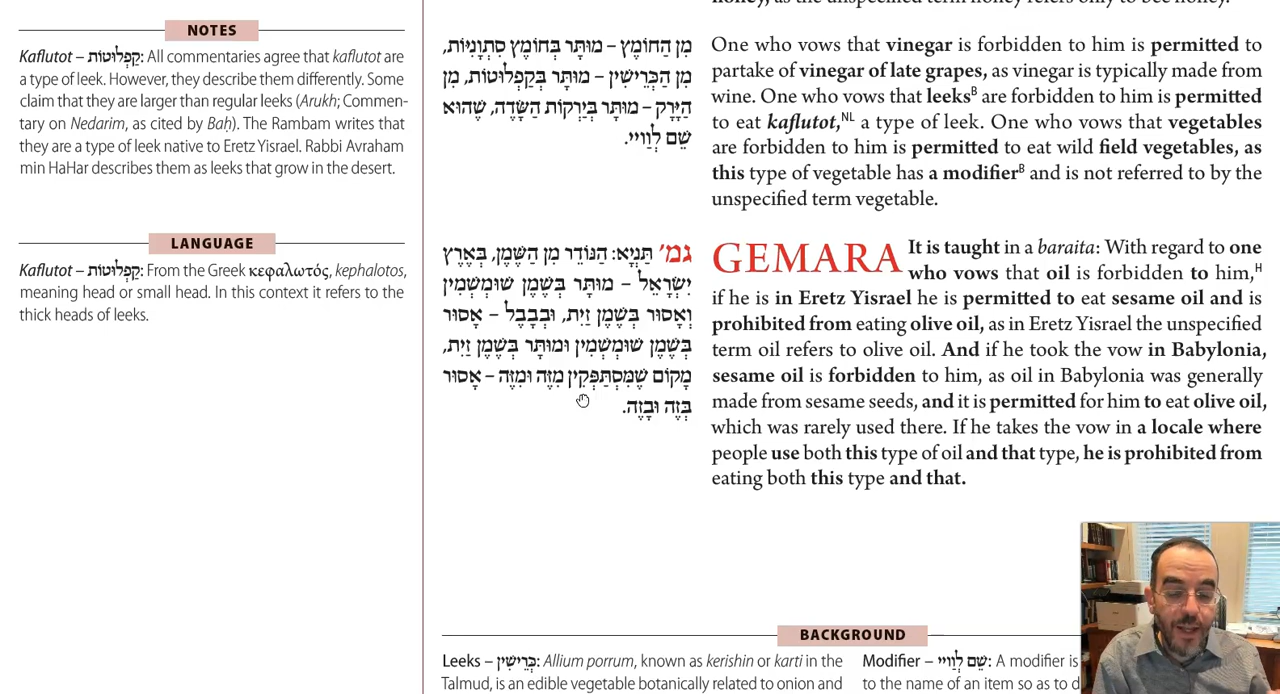 NOTES
Kaflutot – קַפְלוּטוֹת: All commentaries agree that kaflutot are
a type of leek. However, they describe them differently. Some
claim that they are larger than regular leeks (Arukh; Commen-
tary on Nedarim, as cited by Baḥ). The Rambam writes that
they are a type of leek native to Eretz Yisrael. Rabbi Avraham
min HaHar describes them as leeks that grow in the desert.
LANGUAGE
Kaflutot – קַפְלוּטוֹת: From the Greek κεφαλωτός, kephalotos,
meaning head or small head. In this context it refers to the
thick heads of leeks.
מִן הַחוֹמֶץ – מוּתָּר בְּחוֹמֶץ סִתְוָנִיּוֹת,
מִן הַכְּרֵישִׁין – מוּתָּר בְּקַפְלוּטוֹת, מִן
הַיָּרָק – מוּתָּר בְּיַרְקוֹת הַשָּׂדֶה, שֶׁהוּא
שֵׁם לְוַויי.
גמ׳ תַּנְיָא: הַנּוֹדֵר מִן הַשֶּׁמֶן, בְּאֶרֶץ
יִשְׂרָאֵל – מוּתָּר בְּשֶׁמֶן שׁוּמְשְׁמִין
וְאָסוּר בְּשֶׁמֶן זַיִת, וּבְבָבֶל – אָסוּר
בְּשֶׁמֶן שׁוּמְשְׁמִין וּמוּתָּר בְּשֶׁמֶן זַיִת,
מָקוֹם שֶׁמִּסְתַּפְּקִין מִזֶּה וּמִזֶּה – אָסוּר
בָּזֶה וּבָזֶה.
honey, as the unspecified term honey refers only to bee honey.
One who vows that vinegar is forbidden to him is permitted to
partake of vinegar of late grapes, as vinegar is typically made from
wine. One who vows that leeksᴮ are forbidden to him is permitted
to eat kaflutot,ᴺᴸ a type of leek. One who vows that vegetables
are forbidden to him is permitted to eat wild field vegetables, as
this type of vegetable has a modifierᴮ and is not referred to by the
unspecified term vegetable.
GEMARA It is taught in a baraita: With regard to one
who vows that oil is forbidden to him,ᴴ
if he is in Eretz Yisrael he is permitted to eat sesame oil and is
prohibited from eating olive oil, as in Eretz Yisrael the unspecified
term oil refers to olive oil. And if he took the vow in Babylonia,
sesame oil is forbidden to him, as oil in Babylonia was generally
made from sesame seeds, and it is permitted for him to eat olive oil,
which was rarely used there. If he takes the vow in a locale where
people use both this type of oil and that type, he is prohibited from
eating both this type and that.
BACKGROUND
Leeks – כְּרֵישִׁין: Allium porrum, known as kerishin or karti in the
Talmud, is an edible vegetable botanically related to onion and
Modifier – שֵׁם לְוַויי: A modifier is
to the name of an item so as to d